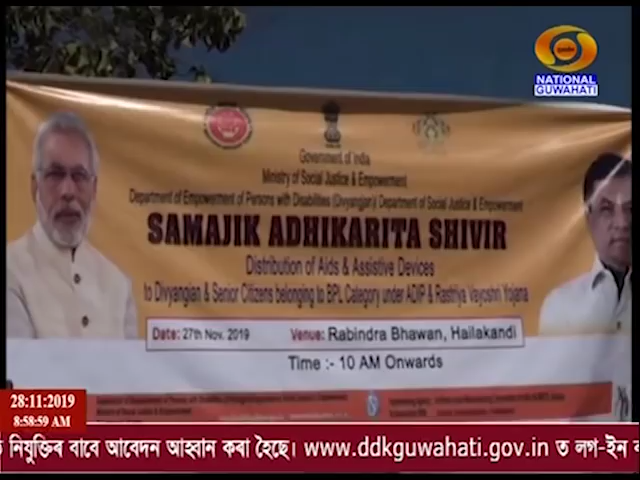 NATIONAL
GUWAHATI
Government of India
Ministry of Social Justice & Empowerment
Department of Empowerment of Persons with Disabilities (Divyangjan)/ Department of Social Justice & Empowerment
SAMAJIK ADHIKARITA SHIVIR
Distribution of Aids & Assistive Devices
to Divyangjan & Senior Citizens belonging to BPL Category under ADIP & Rastriya Vayoshri Yojana
Date: 27th Nov. 2019 Venue: Rabindra Bhawan, Hailakandi
Time :- 10 AM Onwards
28:11:2019
8:58:59 AM
নিযুক্তিৰ বাবে আবেদন আহ্বান কৰা হৈছে। www.ddkguwahati.gov.in ত লগ-ইন